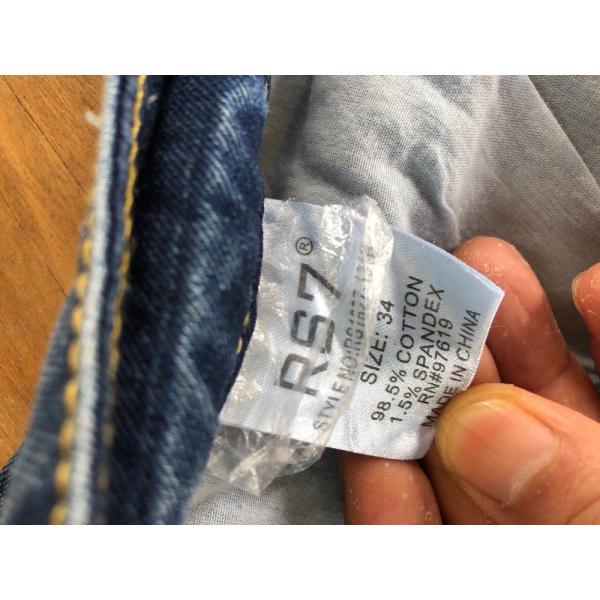 RS7®
STYLE NO:
SIZE: 34
98.5% COTTON
1.5% SPANDEX
RN#97619
MADE IN CHINA